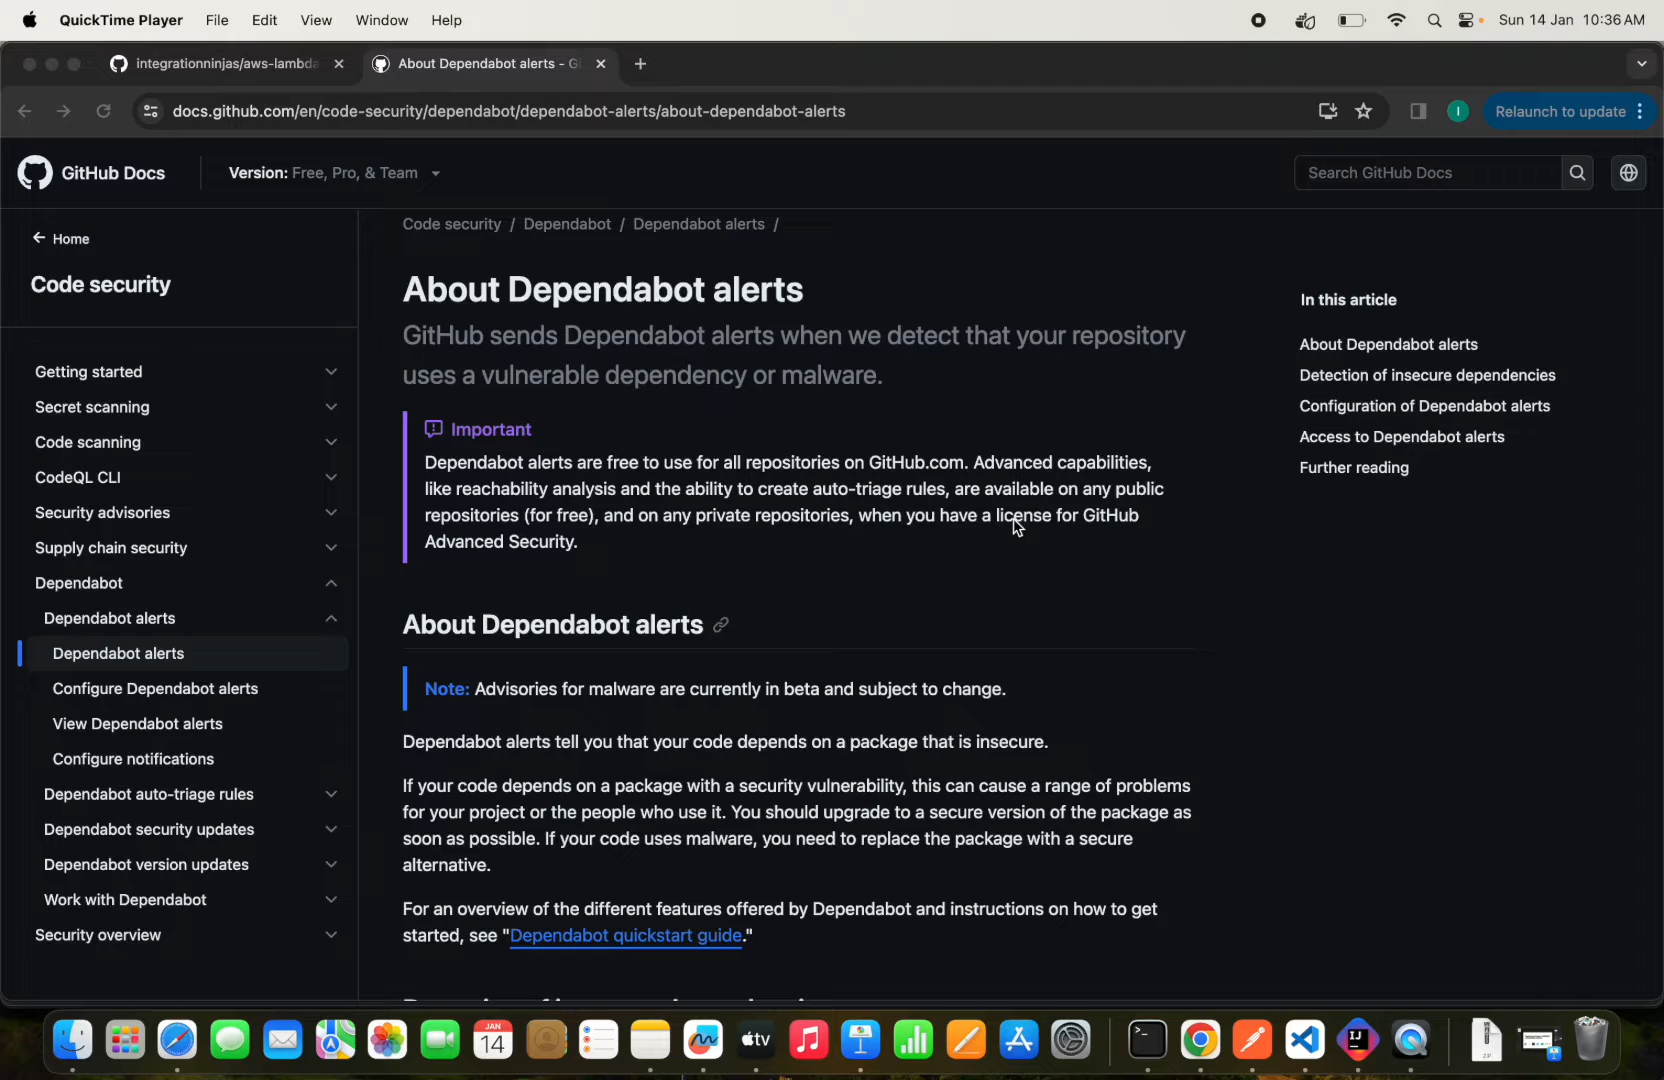 QuickTime Player File Edit View Window Help Sun 14 Jan 10:36 AM
integrationninjas/aws-lambda About Dependabot alerts - Gi
docs.github.com/en/code-security/dependabot/dependabot-alerts/about-dependabot-alerts I Relaunch to update
GitHub Docs Version: Free, Pro, & Team Search GitHub Docs
Home
Code security
Getting started
Secret scanning
Code scanning
CodeQL CLI
Security advisories
Supply chain security
Dependabot
Dependabot alerts
Dependabot alerts
Configure Dependabot alerts
View Dependabot alerts
Configure notifications
Dependabot auto-triage rules
Dependabot security updates
Dependabot version updates
Work with Dependabot
Security overview
Code security / Dependabot / Dependabot alerts /
About Dependabot alerts
GitHub sends Dependabot alerts when we detect that your repository
uses a vulnerable dependency or malware.
Important
Dependabot alerts are free to use for all repositories on GitHub.com. Advanced capabilities,
like reachability analysis and the ability to create auto-triage rules, are available on any public
repositories (for free), and on any private repositories, when you have a license for GitHub
Advanced Security.
About Dependabot alerts
Note: Advisories for malware are currently in beta and subject to change.
Dependabot alerts tell you that your code depends on a package that is insecure.
If your code depends on a package with a security vulnerability, this can cause a range of problems
for your project or the people who use it. You should upgrade to a secure version of the package as
soon as possible. If your code uses malware, you need to replace the package with a secure
alternative.
For an overview of the different features offered by Dependabot and instructions on how to get
started, see "Dependabot quickstart guide."
In this article
About Dependabot alerts
Detection of insecure dependencies
Configuration of Dependabot alerts
Access to Dependabot alerts
Further reading
JAN
14
tv
IJ
ZIP